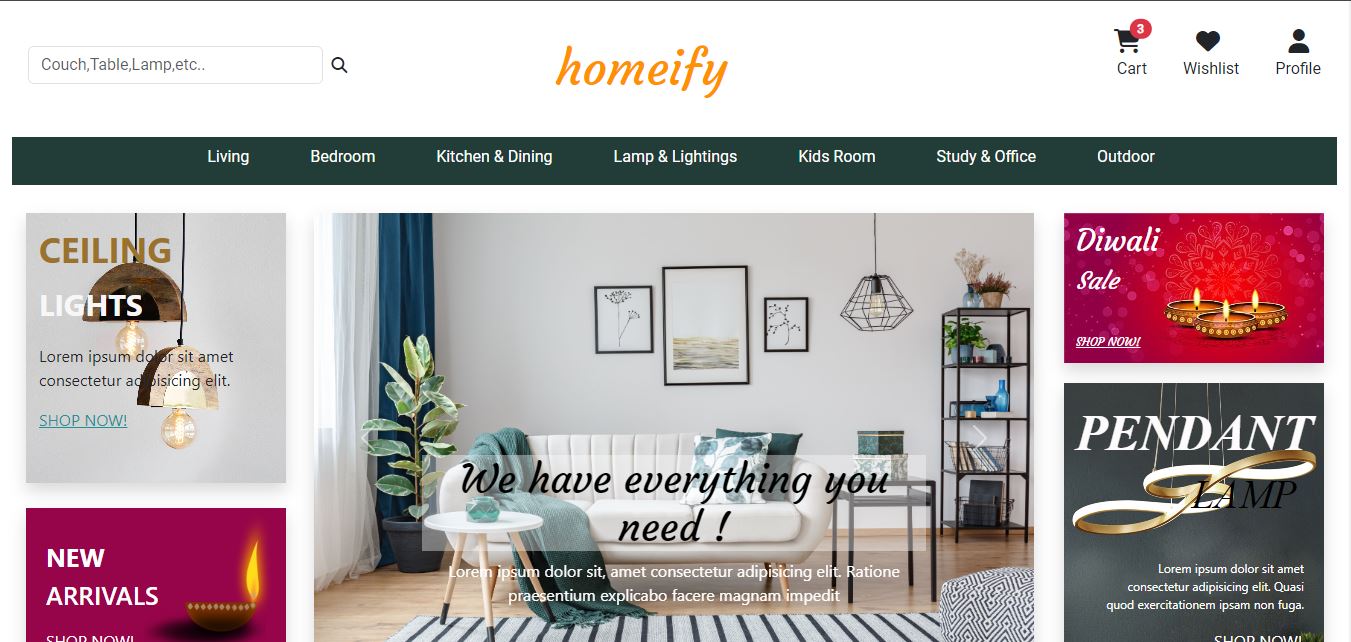 Couch,Table,Lamp,etc..
homeify
3
Cart
Wishlist
Profile
Living
Bedroom
Kitchen & Dining
Lamp & Lightings
Kids Room
Study & Office
Outdoor
CEILING
LIGHTS
Lorem ipsum dolor sit amet
consectetur adipisicing elit.
SHOP NOW!
NEW
ARRIVALS
SHOP NOW!
We have everything you
need !
Lorem ipsum dolor sit, amet consectetur adipisicing elit. Ratione
praesentium explicabo facere magnam impedit
Diwali
Sale
SHOP NOW!
PENDANT
LAMP
Lorem ipsum dolor sit amet
consectetur adipisicing elit. Quasi
quod exercitationem ipsam non fuga.
SHOP NOW!